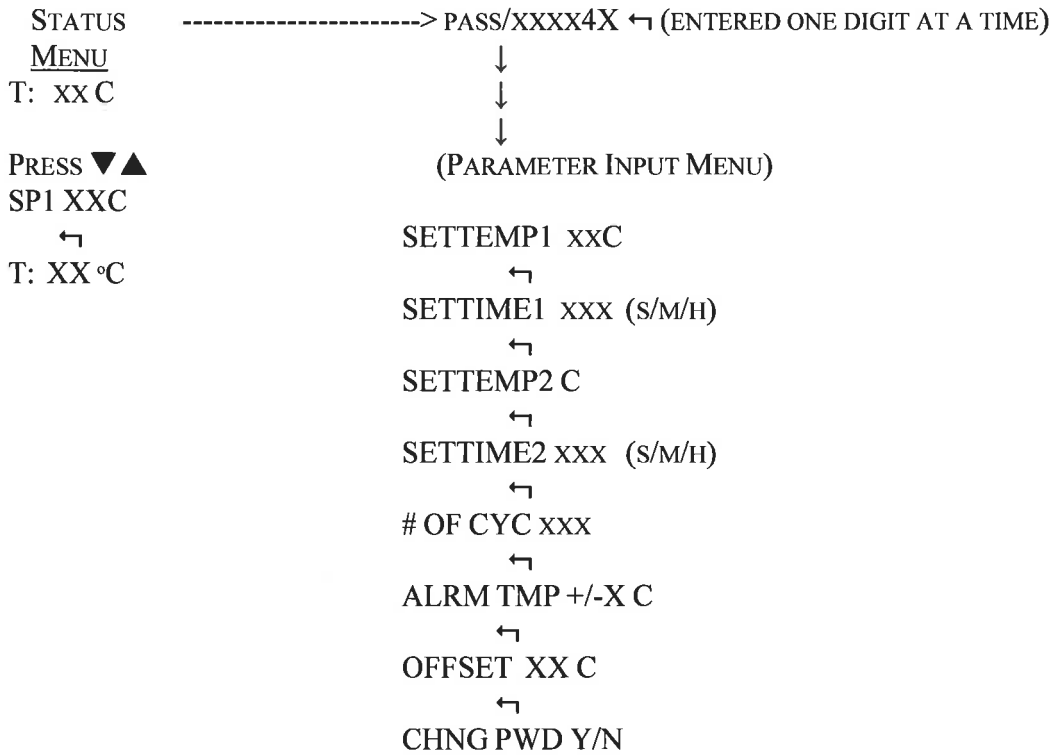 STATUS -----------------------> PASS/XXXX4X ↰ (ENTERED ONE DIGIT AT A TIME)
MENU ↓
T: XX C ↓
↓
PRESS ▼▲ (PARAMETER INPUT MENU)
SP1 XXC
↰ SETTEMP1 XXC
T: XX °C ↰
SETTIME1 XXX (S/M/H)
↰
SETTEMP2 C
↰
SETTIME2 XXX (S/M/H)
↰
# OF CYC XXX
↰
ALRM TMP +/-X C
↰
OFFSET XX C
↰
CHNG PWD Y/N